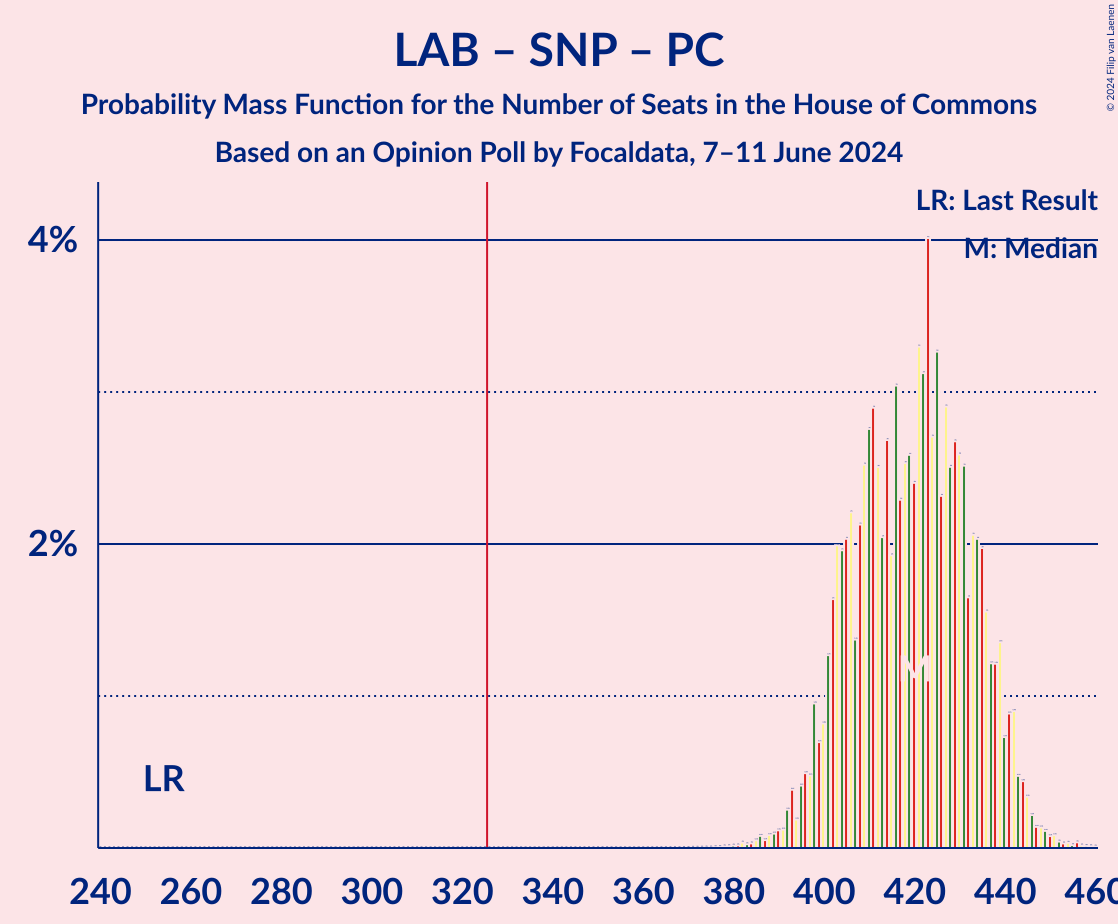 LAB – SNP – PC
Probability Mass Function for the Number of Seats in the House of Commons
Based on an Opinion Poll by Focaldata, 7–11 June 2024
© 2024 Filip van Laenen
LR: Last Result
M: Median
4%
2%
M
LR
240 260 280 300 320 340 360 380 400 420 440 460